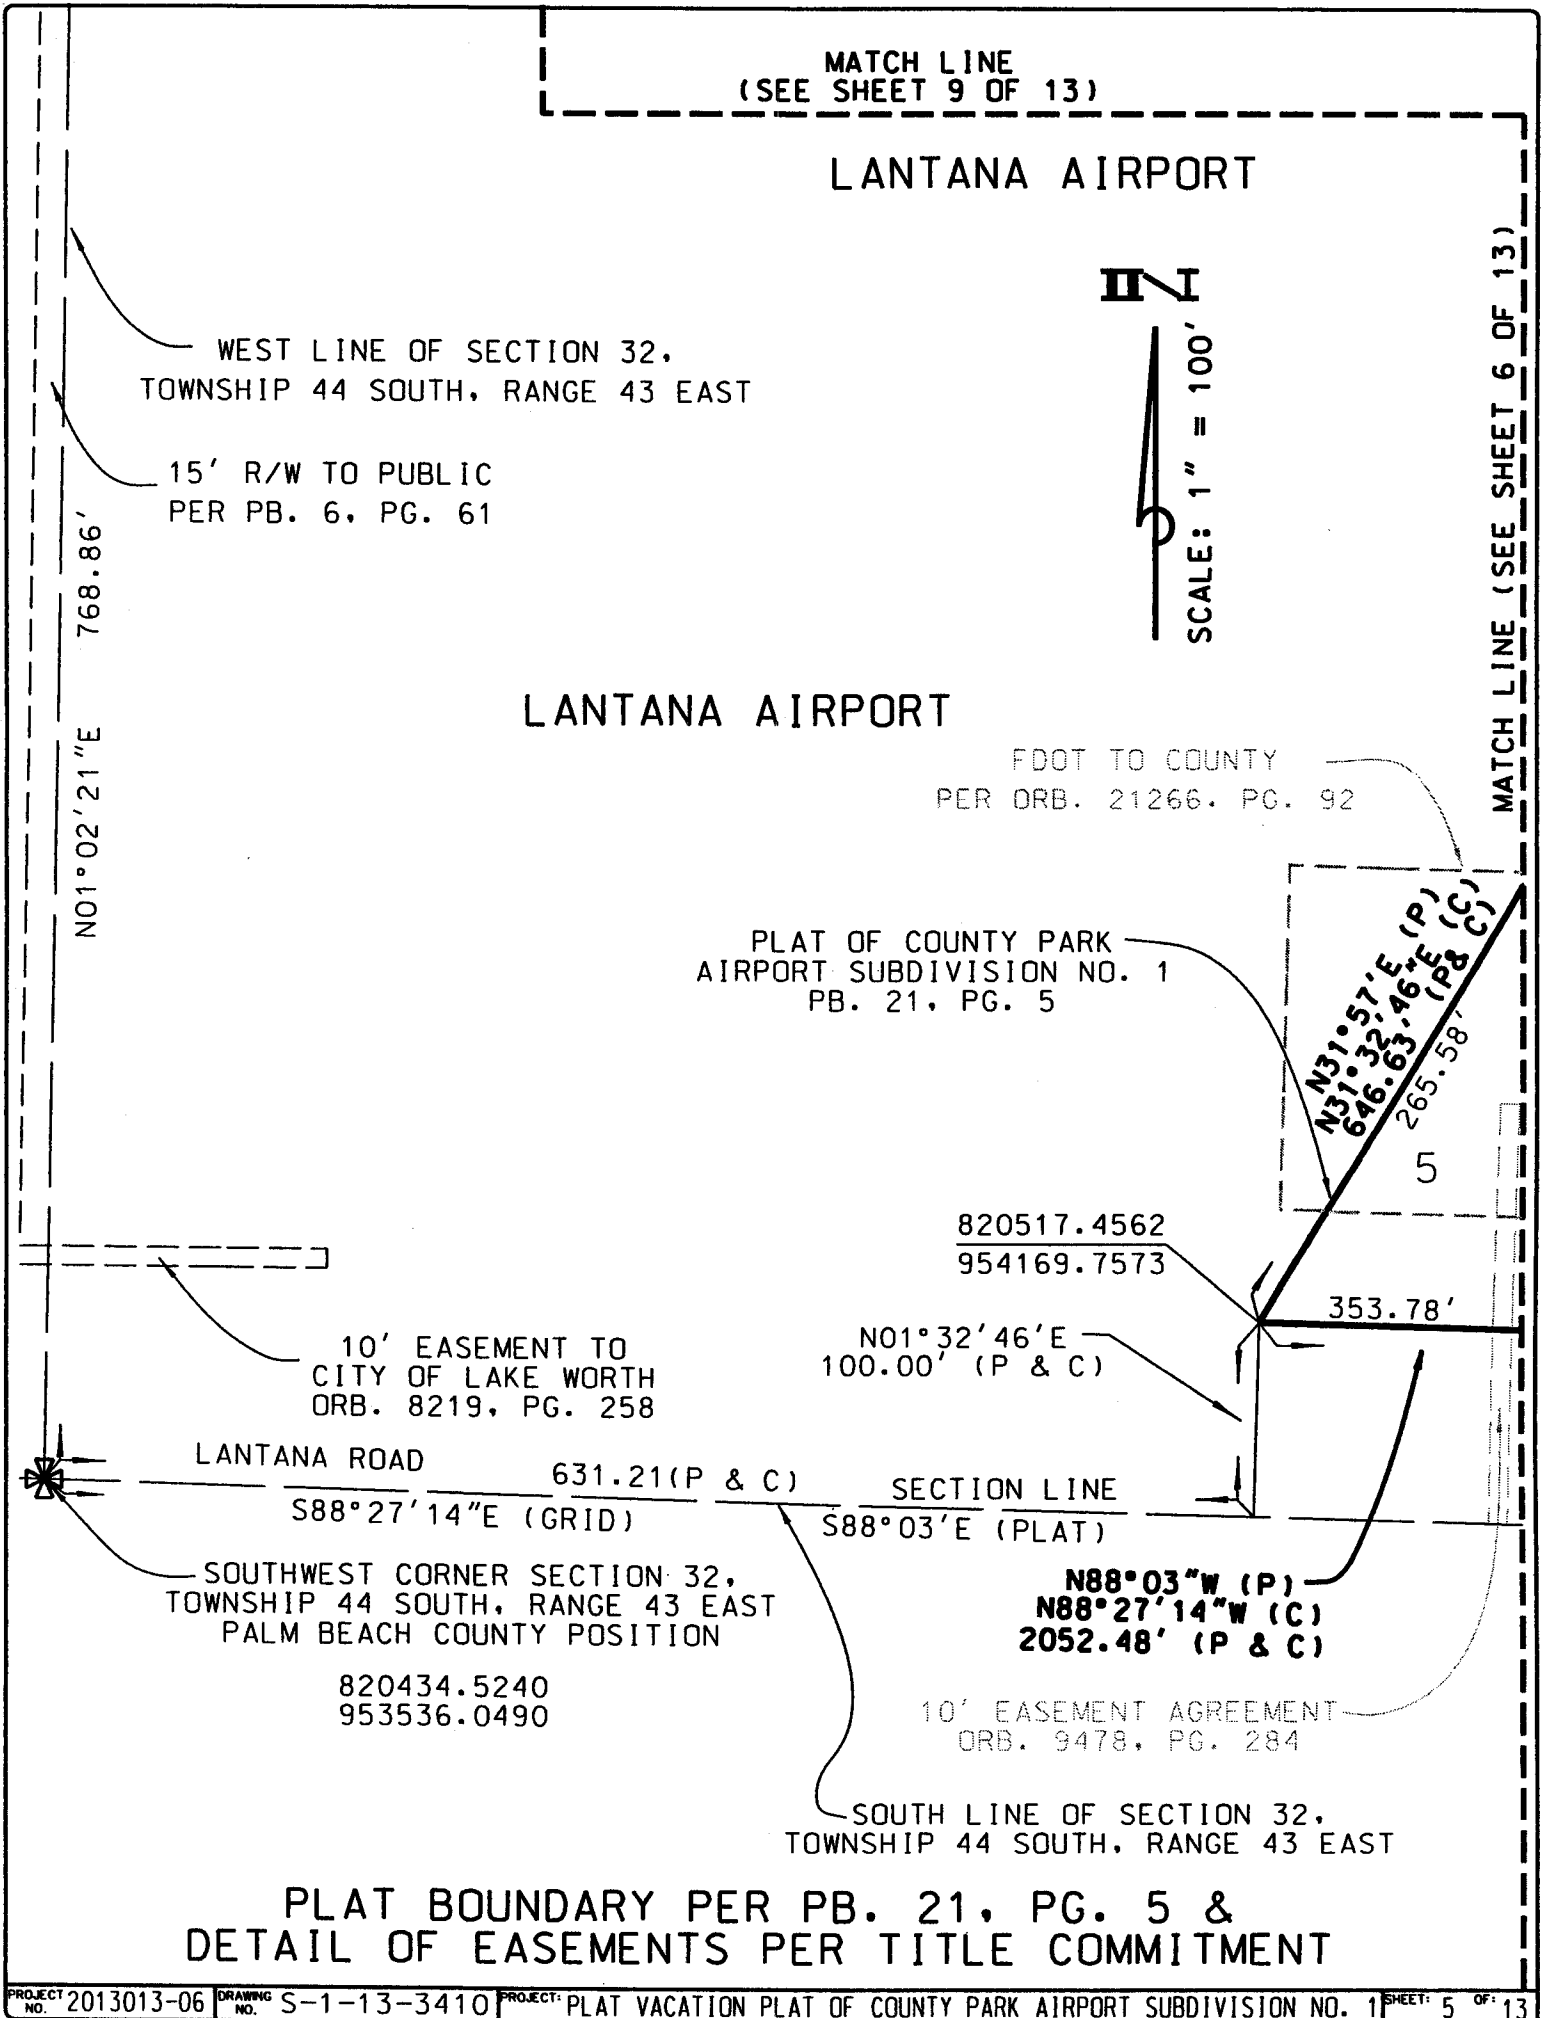 MATCH LINE
(SEE SHEET 9 OF 13)
LANTANA AIRPORT
MATCH LINE (SEE SHEET 6 OF 13)
SCALE: 1" = 100'
WEST LINE OF SECTION 32,
TOWNSHIP 44 SOUTH, RANGE 43 EAST
15' R/W TO PUBLIC
PER PB. 6, PG. 61
N01°02'21"E 768.86'
LANTANA AIRPORT
FDOT TO COUNTY
PER ORB. 21266, PG. 92
PLAT OF COUNTY PARK
AIRPORT SUBDIVISION NO. 1
PB. 21, PG. 5
N31°57'E (P)
N31°32'46"E (C)
646.63' (P& C)
265.58'
5
820517.4562
954169.7573
353.78'
N01°32'46'E
100.00' (P & C)
10' EASEMENT TO
CITY OF LAKE WORTH
ORB. 8219, PG. 258
LANTANA ROAD
631.21(P & C)
SECTION LINE
S88°27'14"E (GRID)
S88°03'E (PLAT)
SOUTHWEST CORNER SECTION 32,
TOWNSHIP 44 SOUTH, RANGE 43 EAST
PALM BEACH COUNTY POSITION
820434.5240
953536.0490
N88°03"W (P)
N88°27'14"W (C)
2052.48' (P & C)
10' EASEMENT AGREEMENT
ORB. 9478, PG. 284
SOUTH LINE OF SECTION 32,
TOWNSHIP 44 SOUTH, RANGE 43 EAST
PLAT BOUNDARY PER PB. 21, PG. 5 &
DETAIL OF EASEMENTS PER TITLE COMMITMENT
PROJECT NO. 2013013-06 DRAWING NO. S-1-13-3410 PROJECT: PLAT VACATION PLAT OF COUNTY PARK AIRPORT SUBDIVISION NO. 1 SHEET: 5 OF: 13